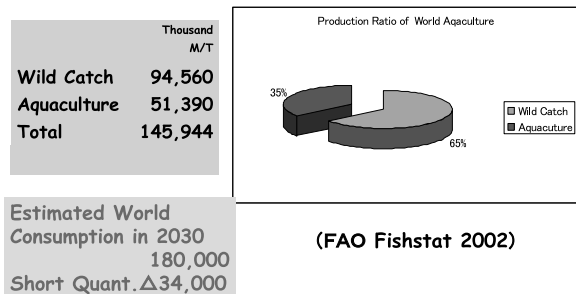 Thousand
M/T
Wild Catch 94,560
Aquaculture 51,390
Total 145,944
Production Ratio of World Aqaculture
35%
65%
Wild Catch
Aquacuture
Estimated World
Consumption in 2030
180,000
Short Quant.△34,000
(FAO Fishstat 2002)